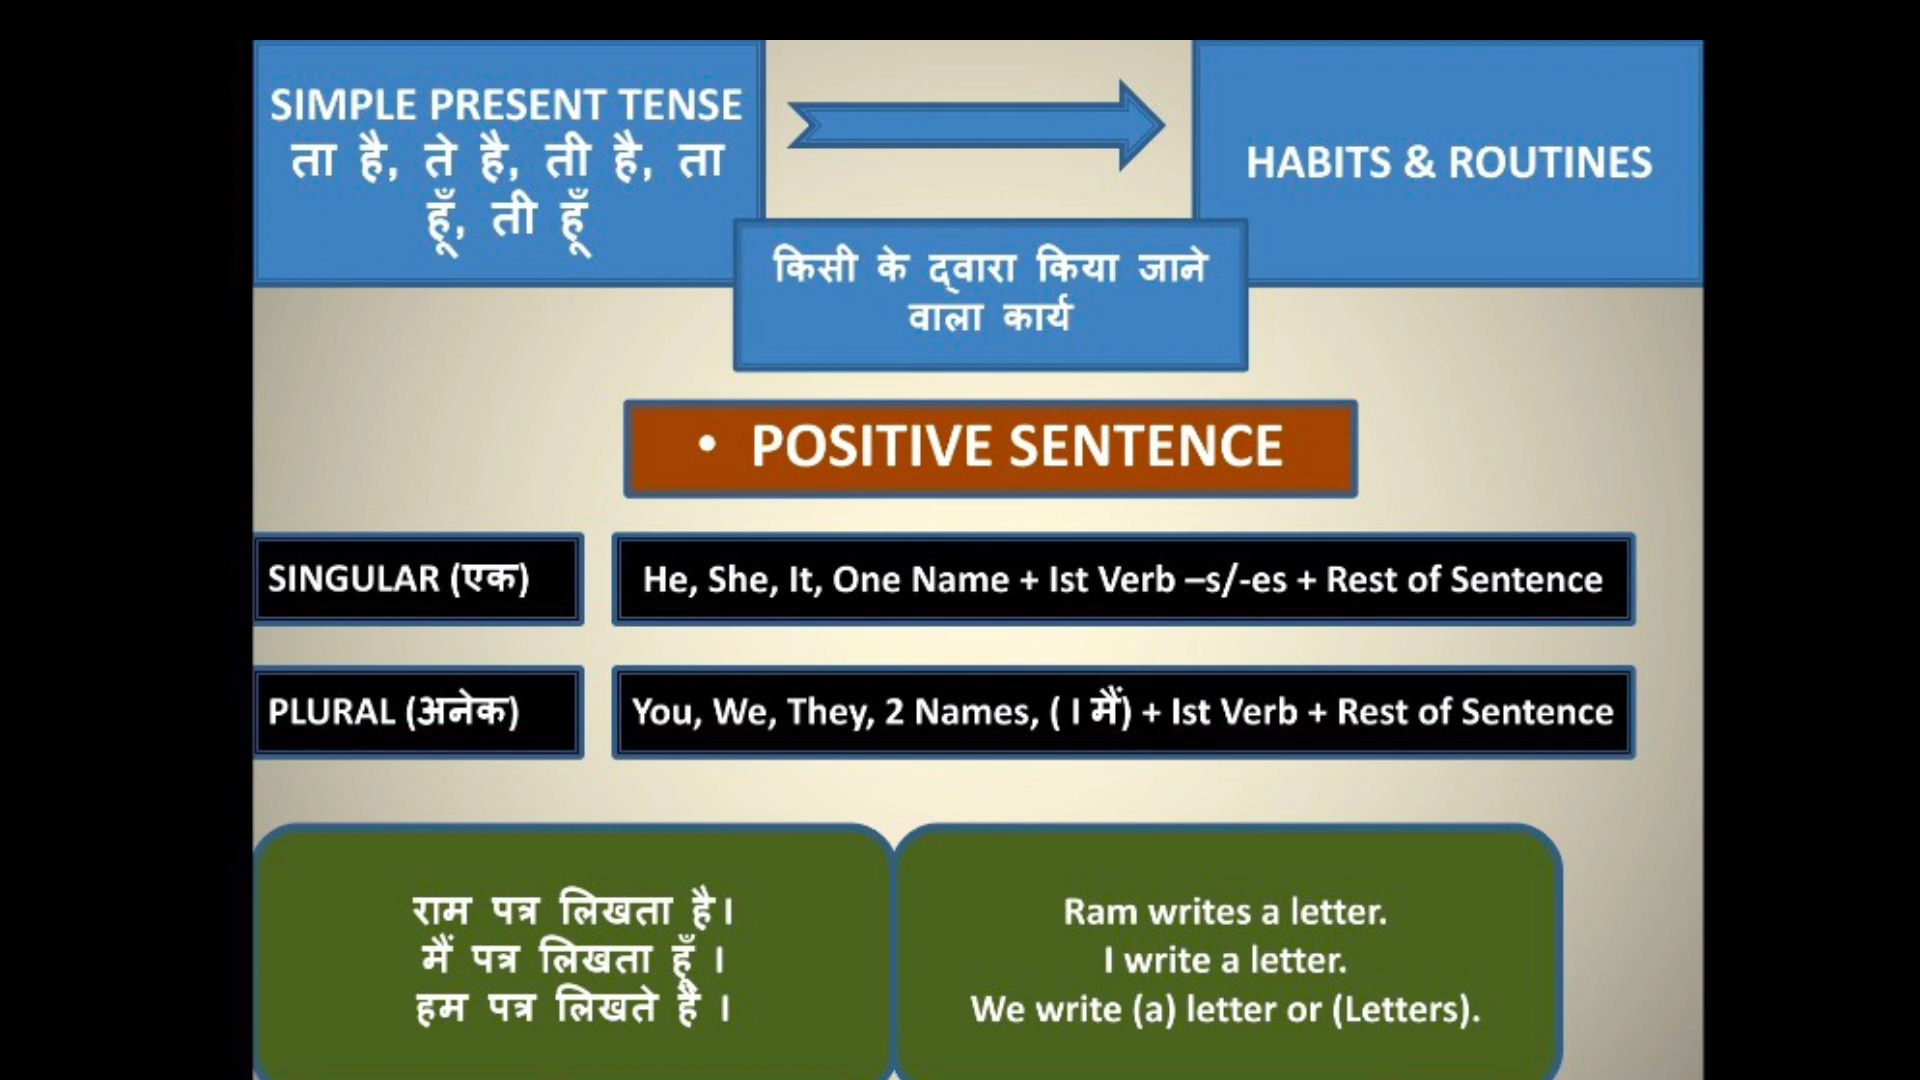 SIMPLE PRESENT TENSE
ता है, ते है, ती है, ता
हूँ, ती हूँ
HABITS & ROUTINES
किसी के द्वारा किया जाने
वाला कार्य
• POSITIVE SENTENCE
SINGULAR (एक)
He, She, It, One Name + Ist Verb –s/-es + Rest of Sentence
PLURAL (अनेक)
You, We, They, 2 Names, ( I मैं) + Ist Verb + Rest of Sentence
राम पत्र लिखता है।
मैं पत्र लिखता हूँ ।
हम पत्र लिखते हैं ।
Ram writes a letter.
I write a letter.
We write (a) letter or (Letters).